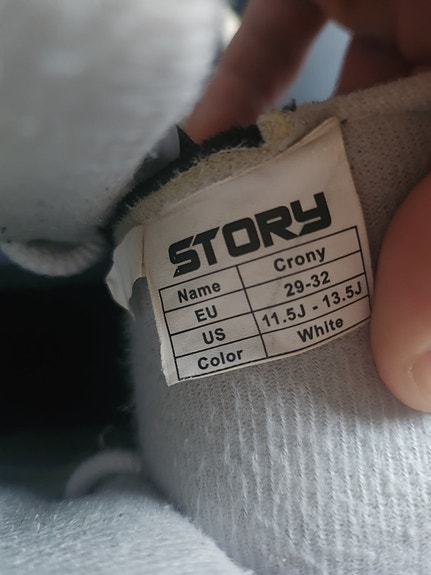 STORY
Name Crony
EU 29-32
US 11.5J - 13.5J
Color White